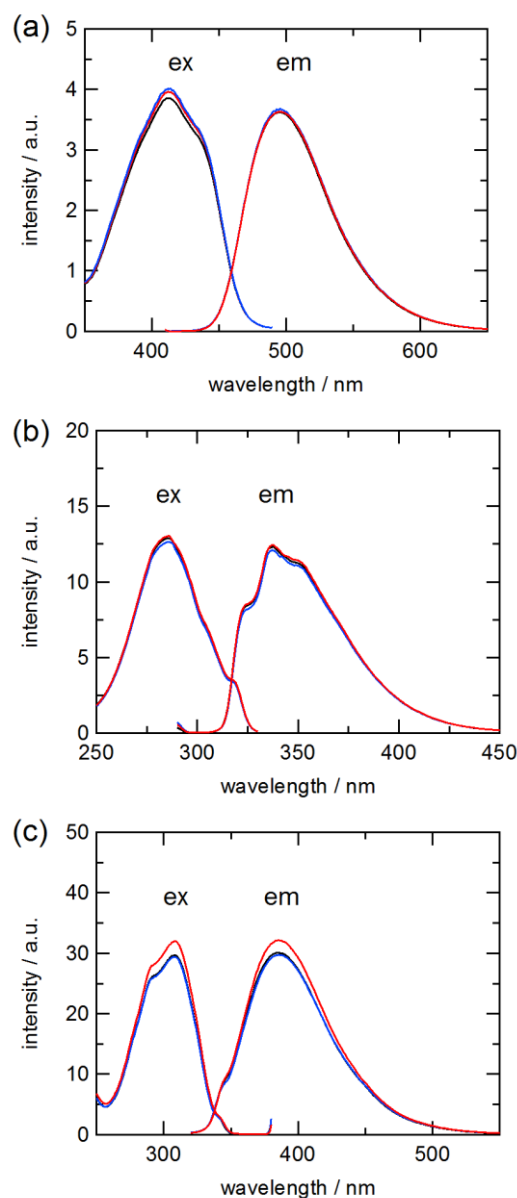 (a)
ex em
5
4
3
2
1
0
intensity / a.u.
400 500 600
wavelength / nm
(b)
ex em
20
15
10
5
0
intensity / a.u.
250 300 350 400 450
wavelength / nm
(c)
ex em
50
40
30
20
10
0
intensity / a.u.
300 400 500
wavelength / nm